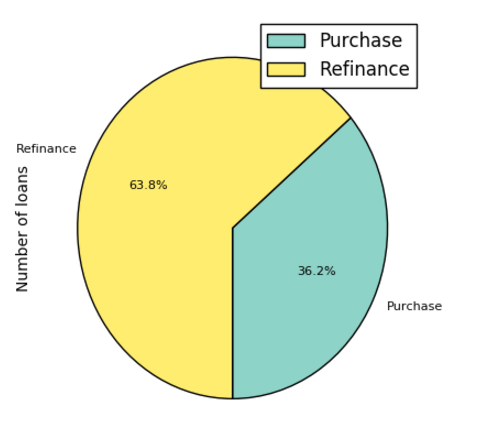 Purchase
Refinance
Refinance
63.8%
Number of loans
36.2%
Purchase